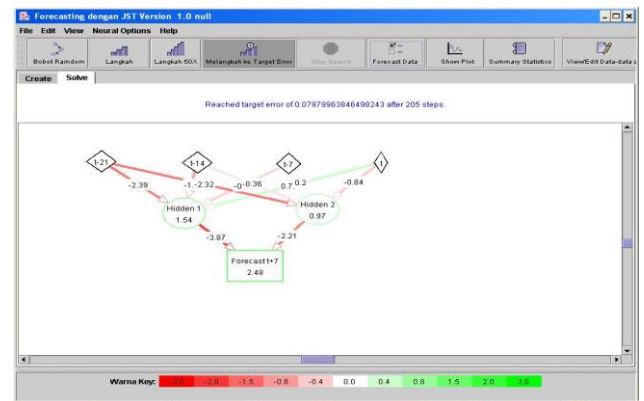 Forecasting dengan JST Version 1.0 null
File Edit View Neural Options Help
Bobot Ramdom Langkah Langkah 50X Melangkah ke Target Error Stop Search Forecast Data Show Plot Summary Statistics View/Edit Data-data s
Create Solve
Reached target error of 0.07979963846498243 after 205 steps.
t-21 t-14 t-7 t
-2.39 -1. -2.32 -0 -0.36 0.7 0.2 -0.84
Hidden 1 Hidden 2
1.54 0.97
-3.87 -2.21
Forecast t+7
2.48
Warna Key: -2.0 -1.5 -0.8 -0.4 0.0 0.4 0.8 1.5 2.0 3.0